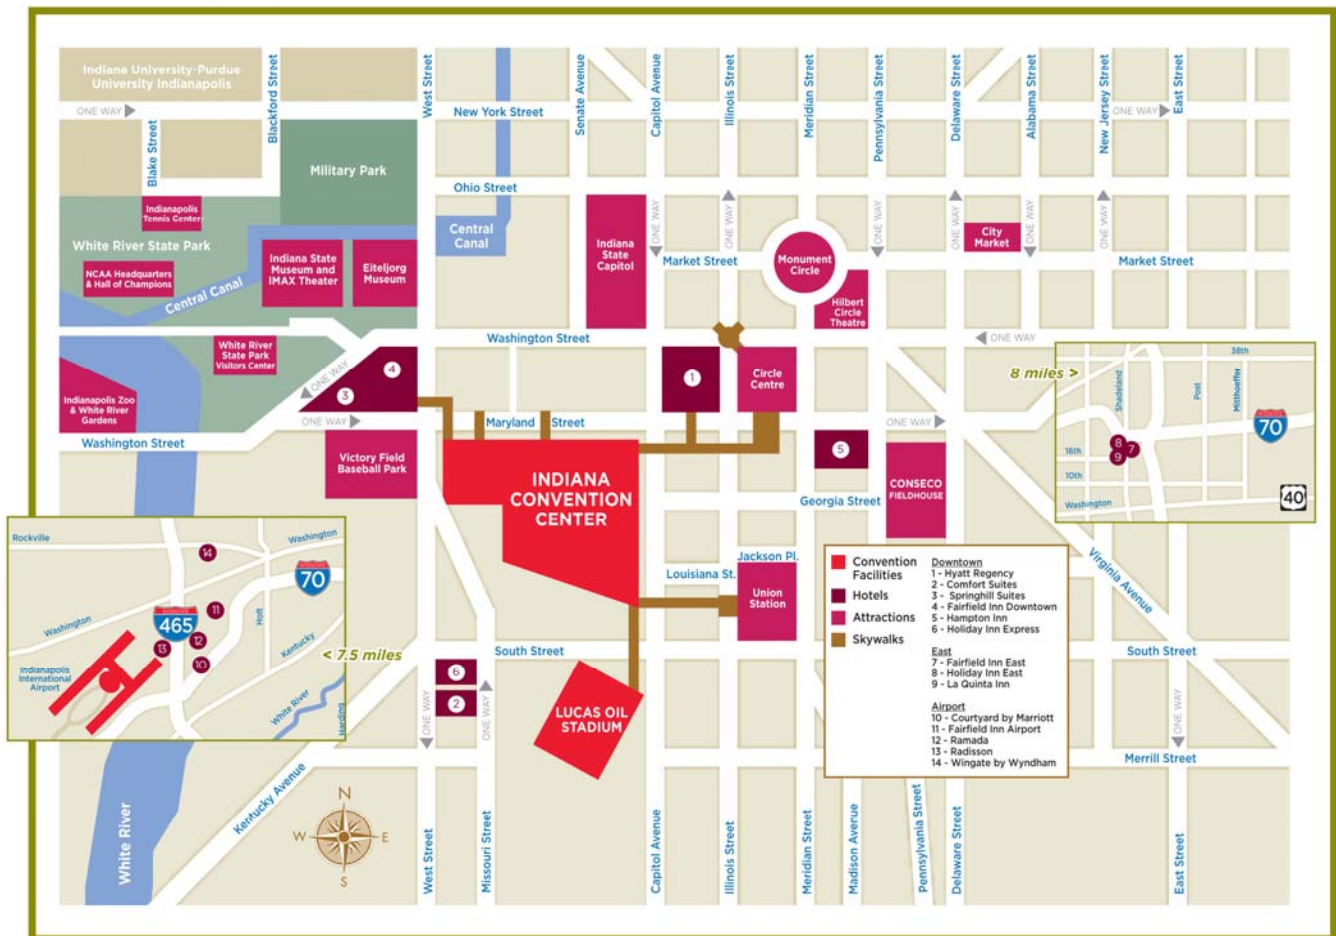 Indiana University-Purdue
University Indianapolis
ONE WAY
Blackford Street
Blake Street
West Street
New York Street
Senate Avenue
Capitol Avenue
Illinois Street
Meridian Street
Pennsylvania Street
Delaware Street
Alabama Street
New Jersey Street
ONE WAY
East Street
Military Park
Ohio Street
Indianapolis
Tennis Center
White River State Park
NCAA Headquarters
& Hall of Champions
Central Canal
Indiana State
Museum and
IMAX Theater
Eiteljorg
Museum
Central
Canal
Indiana
State
Capitol
ONE WAY
ONE WAY
Market Street
Monument
Circle
ONE WAY
ONE WAY
City
Market
ONE WAY
Market Street
Hilbert
Circle
Theatre
Washington Street
ONE WAY
White River
State Park
Visitors Center
ONE WAY
4
3
1
Circle
Centre
Indianapolis Zoo
& White River
Gardens
Washington Street
ONE WAY
Maryland Street
ONE WAY
Victory Field
Baseball Park
INDIANA
CONVENTION
CENTER
5
Georgia Street
CONSECO
FIELDHOUSE
8 miles >
38th
Shadeland
Post
Mitthoeffer
INTERSTATE
70
16th
8
7
9
10th
Washington
40
Virginia Avenue
Rockville
14
Washington
INTERSTATE
70
11
Holt
Washington
INTERSTATE
465
12
13
10
Kentucky
Indianapolis
International
Airport
White River
Harding
< 7.5 miles
Jackson Pl.
Louisiana St.
Union
Station
South Street
6
2
ONE WAY
ONE WAY
LUCAS OIL
STADIUM
Convention
Facilities
Hotels
Attractions
Skywalks
Downtown
1 - Hyatt Regency
2 - Comfort Suites
3 - Springhill Suites
4 - Fairfield Inn Downtown
5 - Hampton Inn
6 - Holiday Inn Express
East
7 - Fairfield Inn East
8 - Holiday Inn East
9 - La Quinta Inn
Airport
10 - Courtyard by Marriott
11 - Fairfield Inn Airport
12 - Ramada
13 - Radisson
14 - Wingate by Wyndham
South Street
ONE WAY
Merrill Street
White River
Kentucky Avenue
N
W
E
S
West Street
Missouri Street
Capitol Avenue
Illinois Street
Meridian Street
Madison Avenue
Pennsylvania Street
Delaware Street
East Street